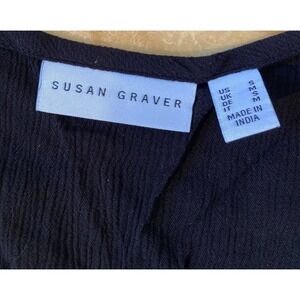 SUSAN GRAVER
US S
UK M
DE S
IT M
MADE IN
INDIA